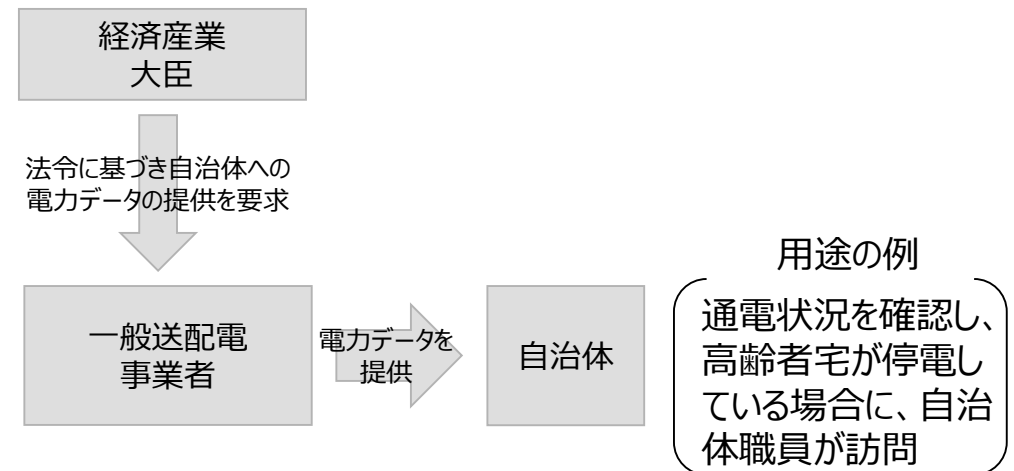 経済産業
大臣
法令に基づき自治体への
電力データの提供を要求
一般送配電
事業者
電力データを
提供
自治体
用途の例
通電状況を確認し、
高齢者宅が停電し
ている場合に、自治
体職員が訪問